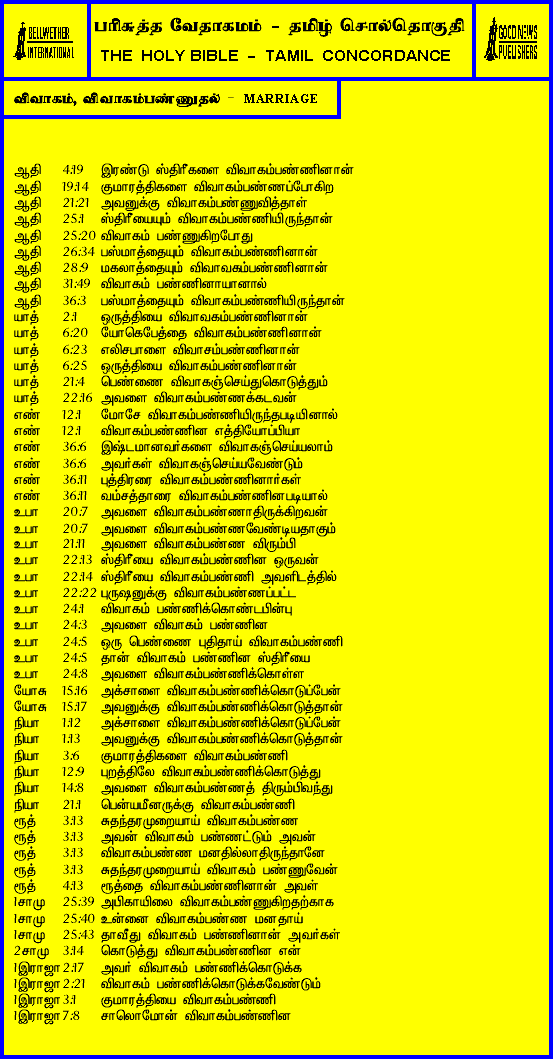 BELLWETHER
INTERNATIONAL
பரிசுத்த வேதாகமம் - தமிழ் சொல்தொகுதி
THE HOLY BIBLE - TAMIL CONCORDANCE
GOOD NEWS
PUBLISHERS
விவாகம், விவாகம்பண்ணுதல் - MARRIAGE
ஆதி 4:19 இரண்டு ஸ்திரீகளை விவாகம்பண்ணினான்
ஆதி 19:14 குமாரத்திகளை விவாகம்பண்ணப்போகிற
ஆதி 21:21 அவனுக்கு விவாகம்பண்ணுவித்தாள்
ஆதி 25:1 ஸ்திரீயையும் விவாகம்பண்ணியிருந்தான்
ஆதி 25:20 விவாகம் பண்ணுகிறபோது
ஆதி 26:34 பஸ்மாத்தையும் விவாகம்பண்ணினான்
ஆதி 28:9 மகலாத்தையும் விவாவகம்பண்ணினான்
ஆதி 31:49 விவாகம் பண்ணினாயானால்
ஆதி 36:3 பஸ்மாத்தையும் விவாகம்பண்ணியிருந்தான்
யாத் 2:1 ஒருத்தியை விவாவகம்பண்ணினான்
யாத் 6:20 யோகெபேத்தை விவாகம்பண்ணினான்
யாத் 6:23 எலிசபாளை விவாசம்பண்ணினான்
யாத் 6:25 ஒருத்தியை விவாகம்பண்ணினான்
யாத் 21:4 பெண்ணை விவாகஞ்செய்துகொடுத்தும்
யாத் 22:16 அவளை விவாகம்பண்ணக்கடவன்
எண் 12:1 மோசே விவாகம்பண்ணியிருந்தபடியினால்
எண் 12:1 விவாகம்பண்ணின எத்தியோப்பியா
எண் 36:6 இஷ்டமானவர்களை விவாகஞ்செய்யலாம்
எண் 36:6 அவர்கள் விவாகஞ்செய்யவேண்டும்
எண் 36:11 புத்திரரை விவாகம்பண்ணினார்கள்
எண் 36:11 வம்சத்தாரை விவாகம்பண்ணினபடியால்
உபா 20:7 அவளை விவாகம்பண்ணாதிருக்கிறவன்
உபா 20:7 அவளை விவாகம்பண்ணவேண்டியதாகும்
உபா 21:11 அவளை விவாகம்பண்ண விரும்பி
உபா 22:13 ஸ்திரீயை விவாகம்பண்ணின ஒருவன்
உபா 22:14 ஸ்திரீயை விவாகம்பண்ணி அவளிடத்தில்
உபா 22:22 புருஷனுக்கு விவாகம்பண்ணப்பட்ட
உபா 24:1 விவாகம் பண்ணிக்கொண்டபின்பு
உபா 24:3 அவளை விவாகம் பண்ணின
உபா 24:5 ஒரு பெண்ணை புதிதாய் விவாகம்பண்ணி
உபா 24:5 தான் விவாகம் பண்ணின ஸ்திரீயை
உபா 24:8 அவளை விவாகம்பண்ணிக்கொள்ள
யோசு 15:16 அக்சாளை விவாகம்பண்ணிக்கொடுப்பேன்
யோசு 15:17 அவனுக்கு விவாகம்பண்ணிக்கொடுத்தான்
நியா 1:12 அக்சாளை விவாகம்பண்ணிக்கொடுப்பேன்
நியா 1:13 அவனுக்கு விவாகம்பண்ணிக்கொடுத்தான்
நியா 3:6 குமாரத்திகளை விவாகம்பண்ணி
நியா 12:9 புறத்திலே விவாகம்பண்ணிக்கொடுத்து
நியா 14:8 அவளை விவாகம்பண்ணத் திரும்பிவந்து
நியா 21:1 பென்யமீனருக்கு விவாகம்பண்ணி
ரூத் 3:13 சுதந்தரமுறையாய் விவாகம்பண்ண
ரூத் 3:13 அவன் விவாகம் பண்ணட்டும் அவன்
ரூத் 3:13 விவாகம்பண்ண மனதில்லாதிருந்தானே
ரூத் 3:13 சுதந்தரமுறையாய் விவாகம் பண்ணுவேன்
ரூத் 4:13 ரூத்தை விவாகம்பண்ணினான் அவள்
1சாமு 25:39 அபிகாயிலை விவாகம்பண்ணுகிறதற்காக
1சாமு 25:40 உன்னை விவாகம்பண்ண மனதாய்
1சாமு 25:43 தாவீது விவாகம் பண்ணினான் அவர்கள்
2சாமு 3:14 கொடுத்து விவாகம்பண்ணின என்
1இராஜா 2:17 அவர் விவாகம் பண்ணிக்கொடுக்க
1இராஜா 2:21 விவாகம் பண்ணிக்கொடுக்கவேண்டும்
1இராஜா 3:1 குமாரத்தியை விவாகம்பண்ணி
1இராஜா 7:8 சாலொமோன் விவாகம்பண்ணின